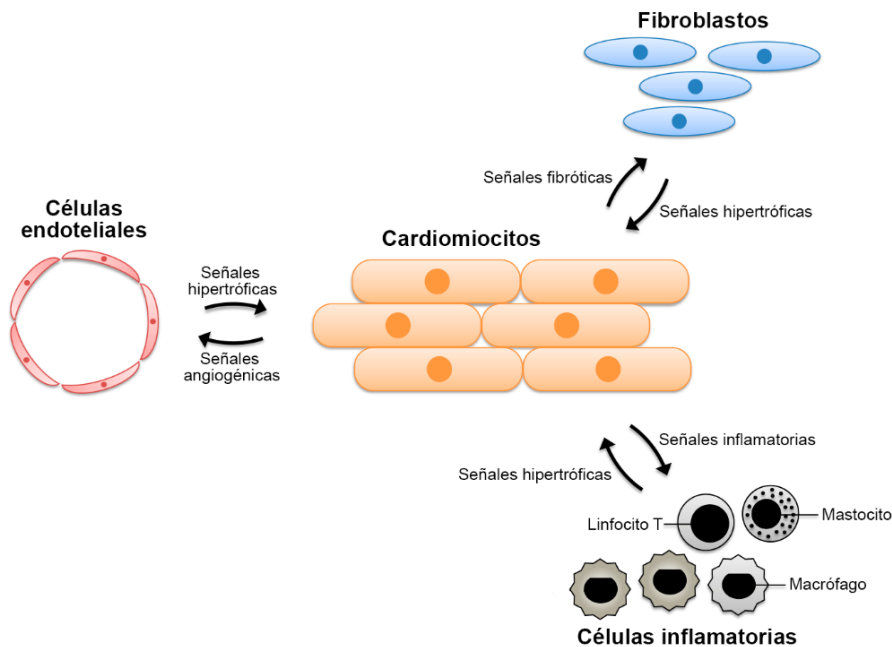 Fibroblastos
Señales fibróticas
Señales hipertróficas
Células
endoteliales
Cardiomiocitos
Señales
hipertróficas
Señales
angiogénicas
Señales inflamatorias
Señales hipertróficas
Linfocito T
Mastocito
Macrófago
Células inflamatorias